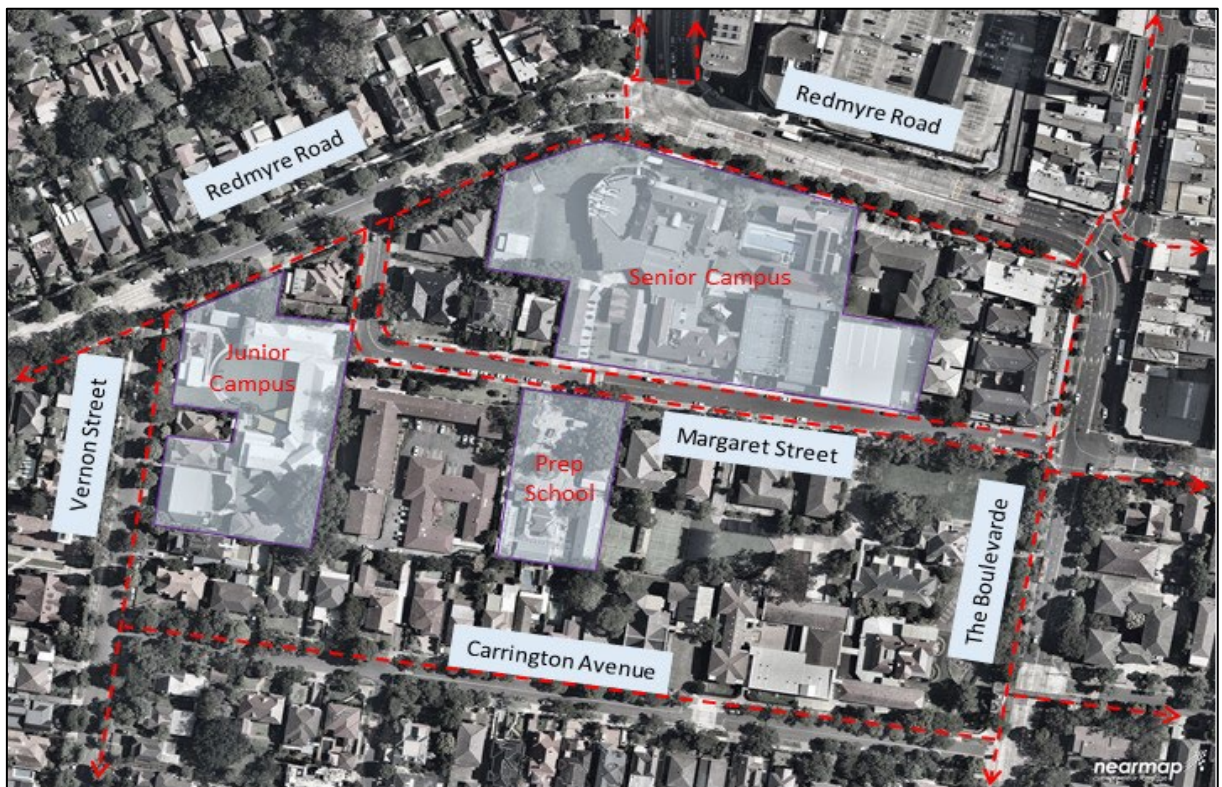 Redmyre Road
Redmyre Road
Senior Campus
Junior
Campus
Vernon Street
Margaret Street
Prep
School
The Boulevarde
Carrington Avenue
nearmap